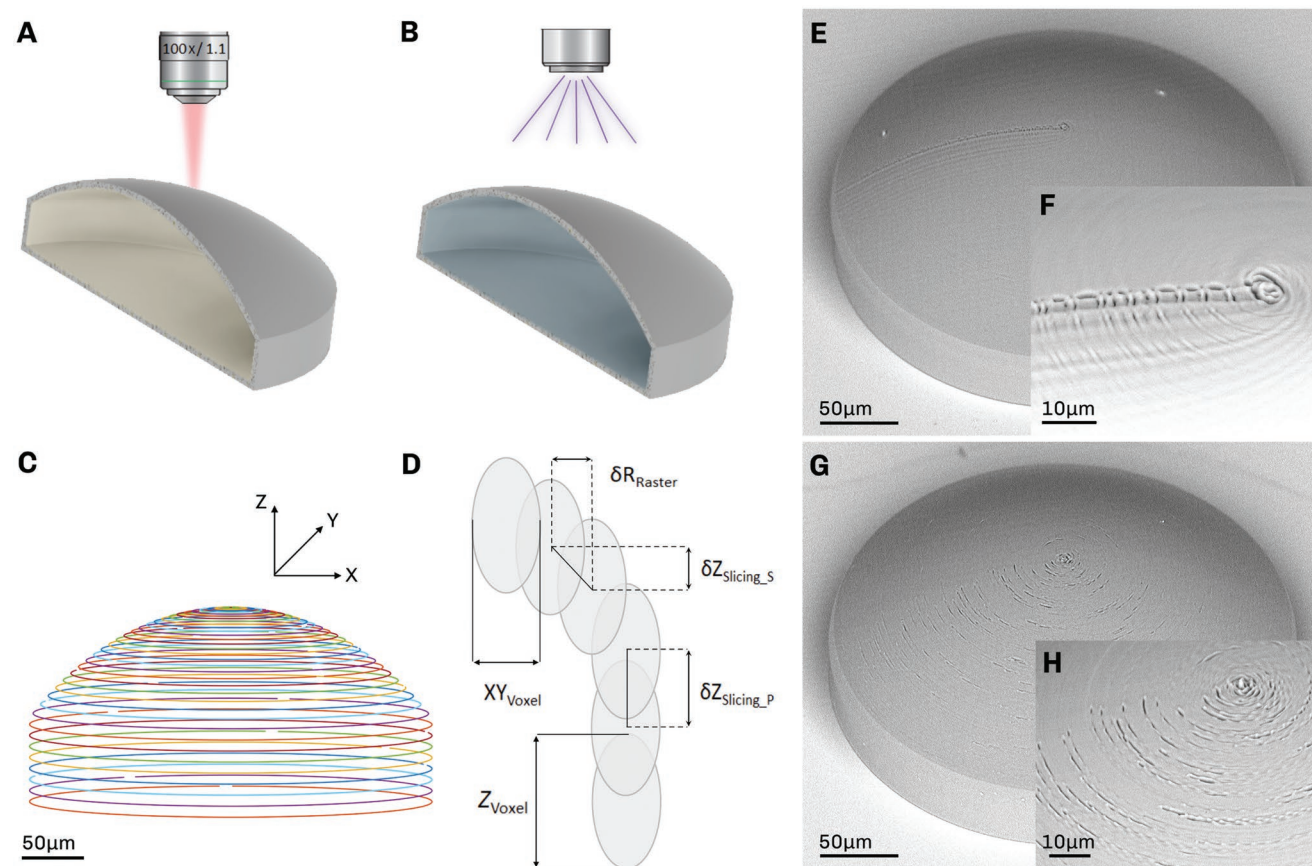 A
100x/1.1
B
C
Z
Y
X
50µm
D
δR_Raster
δZ_Slicing_S
XY_Voxel
δZ_Slicing_P
Z_Voxel
E
50µm
F
10µm
G
50µm
H
10µm